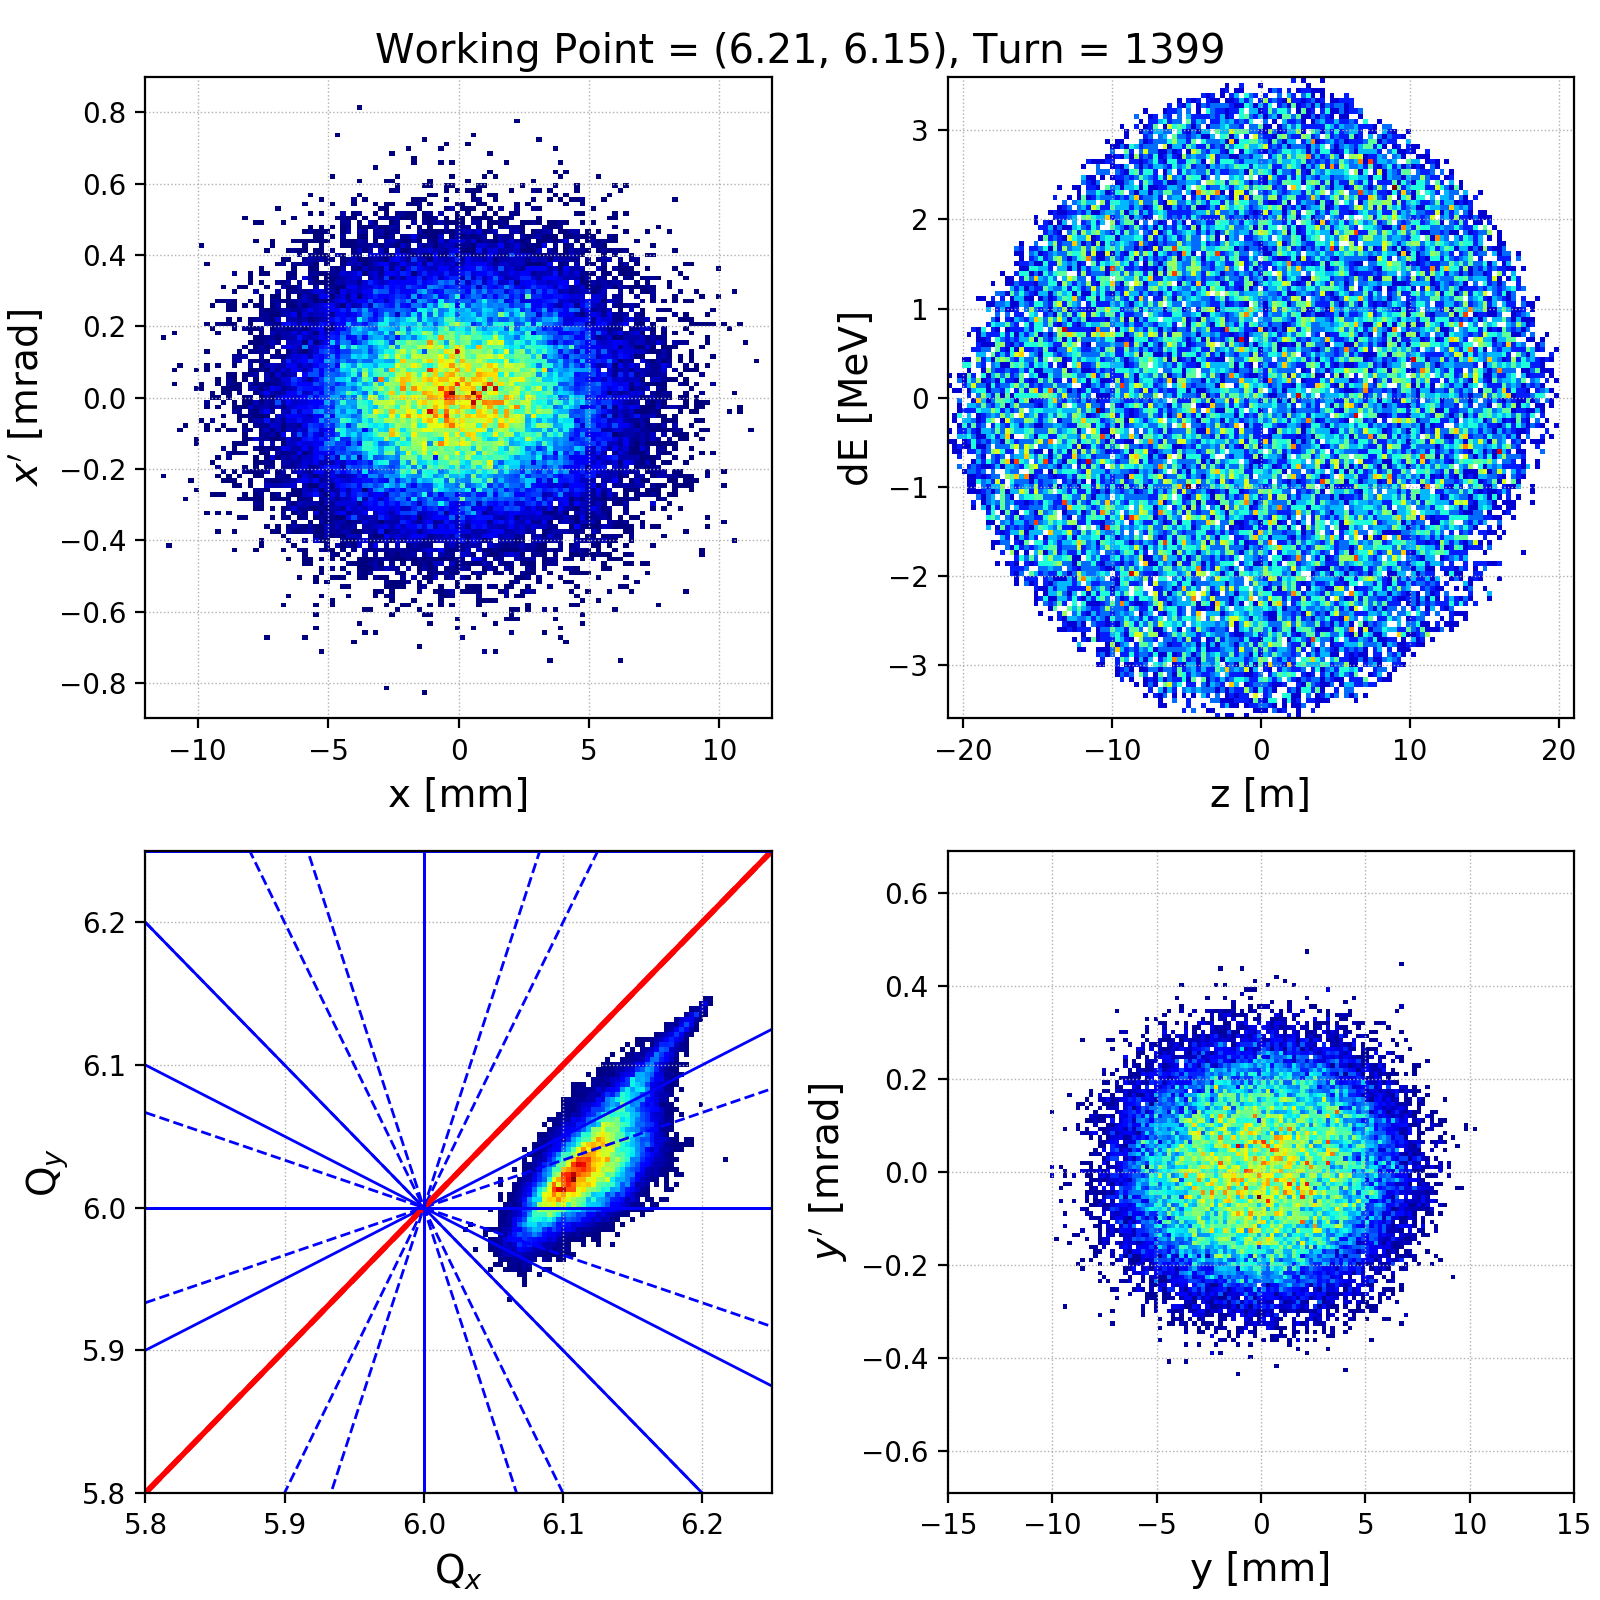 Working Point = (6.21, 6.15), Turn = 1399
0.8
0.6
0.4
0.2
0.0
−0.2
−0.4
−0.6
−0.8
x′ [mrad]
−10 −5 0 5 10
x [mm]
3
2
1
0
−1
−2
−3
dE [MeV]
−20 −10 0 10 20
z [m]
6.2
6.1
6.0
5.9
5.8
Qy
5.8 5.9 6.0 6.1 6.2
Qx
0.6
0.4
0.2
0.0
−0.2
−0.4
−0.6
y′ [mrad]
−15 −10 −5 0 5 10 15
y [mm]